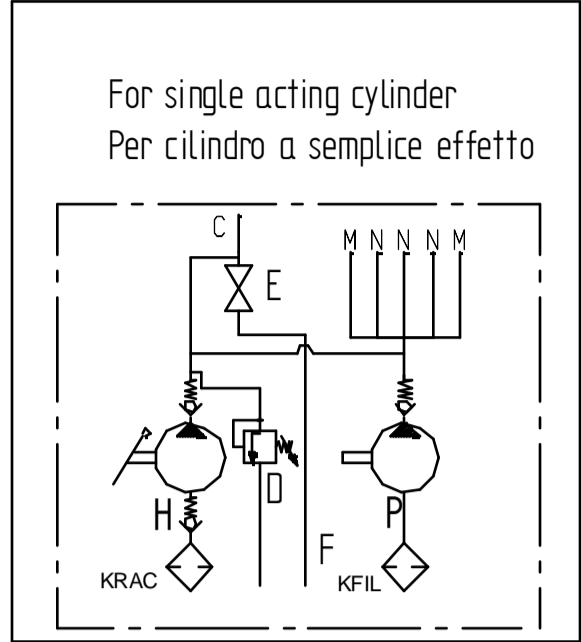 For single acting cylinder
Per cilindro a semplice effetto
C
M N N N M
E
D
H
P
F
KRAC
KFIL